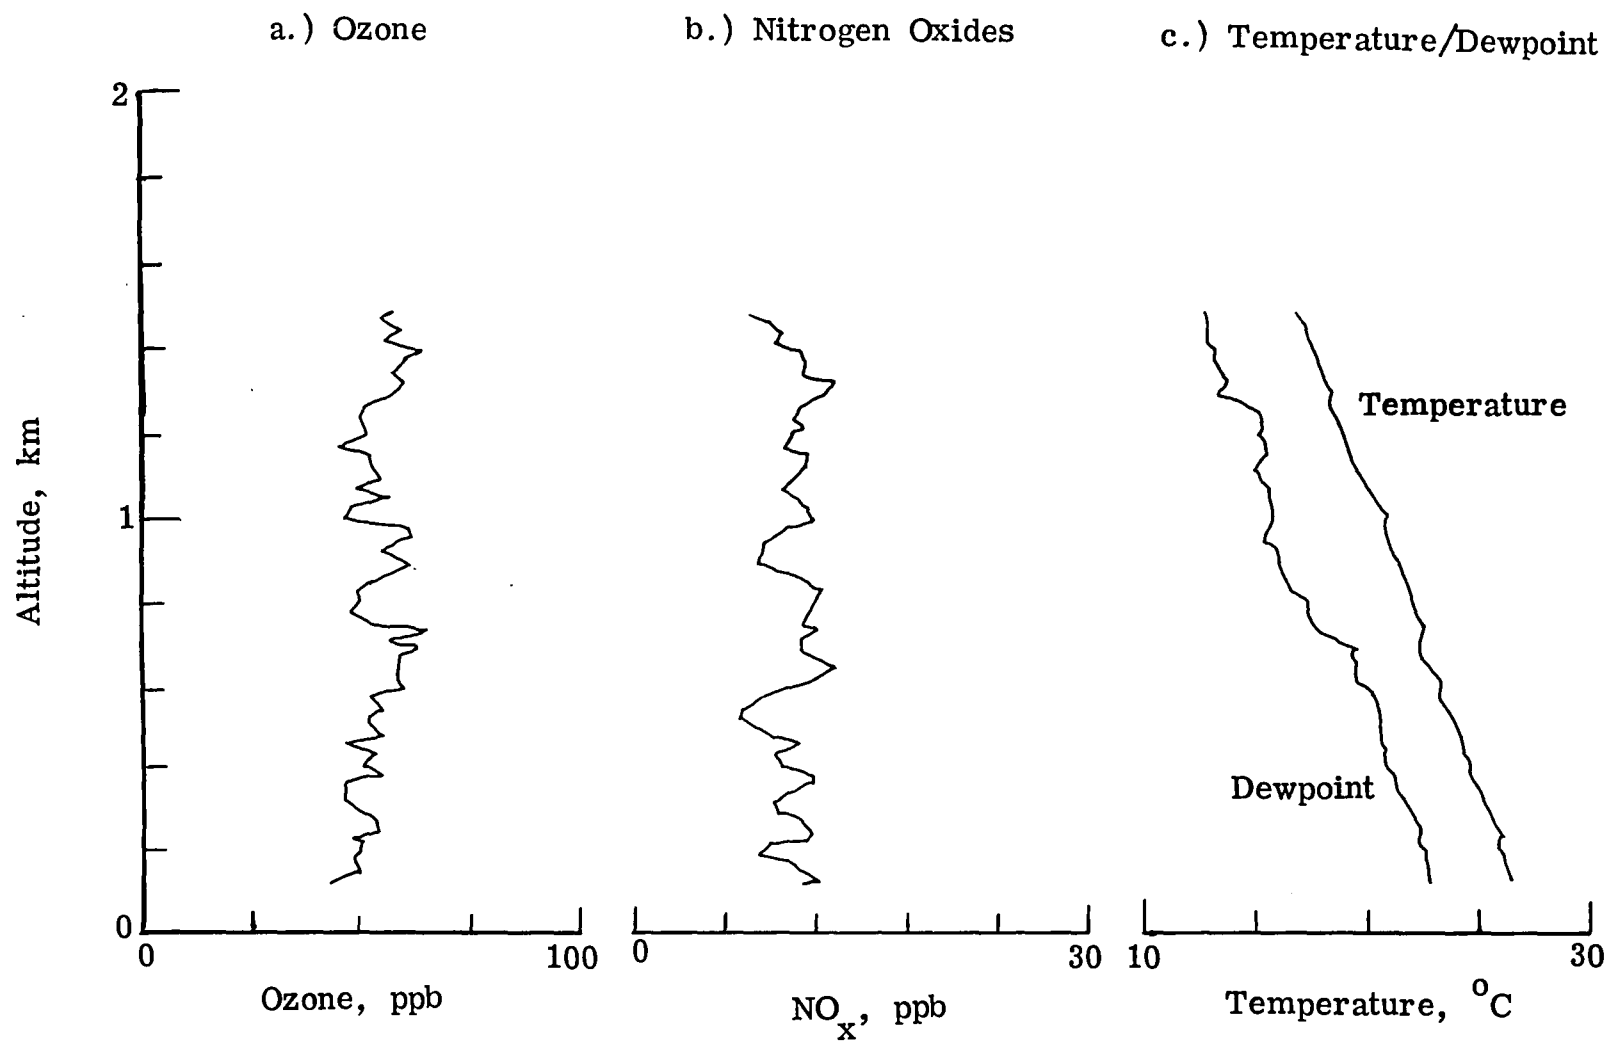 a.) Ozone
b.) Nitrogen Oxides
c.) Temperature/Dewpoint
2
1
0
Altitude, km
Temperature
Dewpoint
0
100
0
30
10
30
Ozone, ppb
NOx, ppb
Temperature, °C